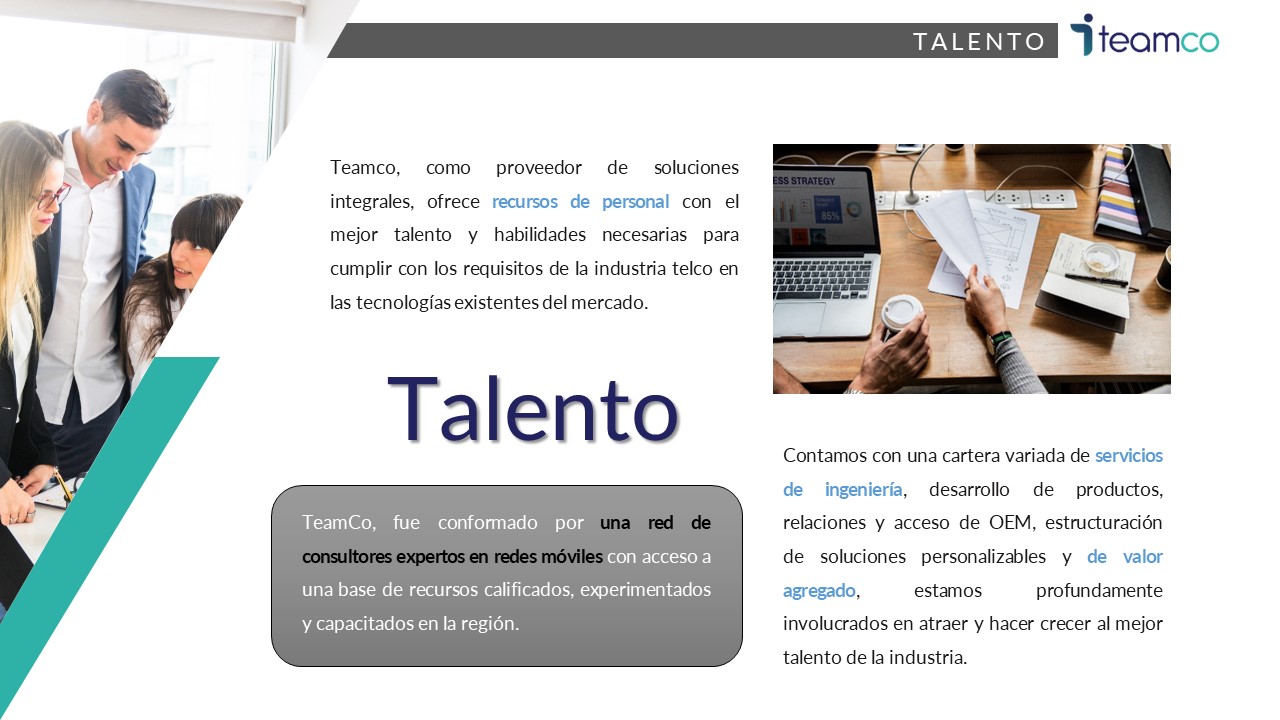 TALENTO
teamco
Teamco, como proveedor de soluciones
integrales, ofrece recursos de personal con el
mejor talento y habilidades necesarias para
cumplir con los requisitos de la industria telco en
las tecnologías existentes del mercado.
ESS STRATEGY
85%
Talento
TeamCo, fue conformado por una red de
consultores expertos en redes móviles con acceso a
una base de recursos calificados, experimentados
y capacitados en la región.
Contamos con una cartera variada de servicios
de ingeniería, desarrollo de productos,
relaciones y acceso de OEM, estructuración
de soluciones personalizables y de valor
agregado, estamos profundamente
involucrados en atraer y hacer crecer al mejor
talento de la industria.